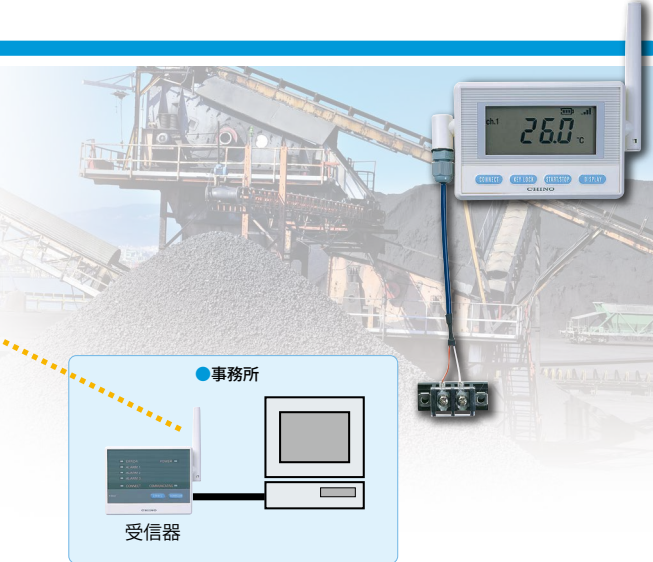 ch.1
26.0 ℃
CONNECT KEY LOCK START/STOP DISPLAY
CHINO
●事務所
受信器